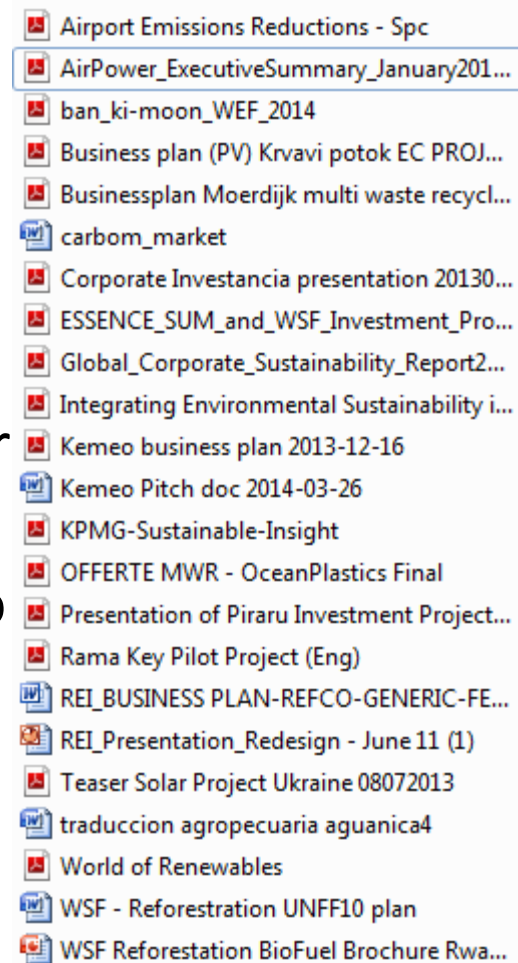 Airport Emissions Reductions - Spc
AirPower_ExecutiveSummary_January201...
ban_ki-moon_WEF_2014
Business plan (PV) Krvavi potok EC PROJ...
Businessplan Moerdijk multi waste recycl...
carbom_market
Corporate Investancia presentation 20130...
ESSENCE_SUM_and_WSF_Investment_Pro...
Global_Corporate_Sustainability_Report2...
Integrating Environmental Sustainability i...
Kemeo business plan 2013-12-16
Kemeo Pitch doc 2014-03-26
KPMG-Sustainable-Insight
OFFERTE MWR - OceanPlastics Final
Presentation of Piraru Investment Project...
Rama Key Pilot Project (Eng)
REI_BUSINESS PLAN-REFCO-GENERIC-FE...
REI_Presentation_Redesign - June 11 (1)
Teaser Solar Project Ukraine 08072013
traduccion agropecuaria aguanica4
World of Renewables
WSF - Reforestration UNFF10 plan
WSF Reforestation BioFuel Brochure Rwa...